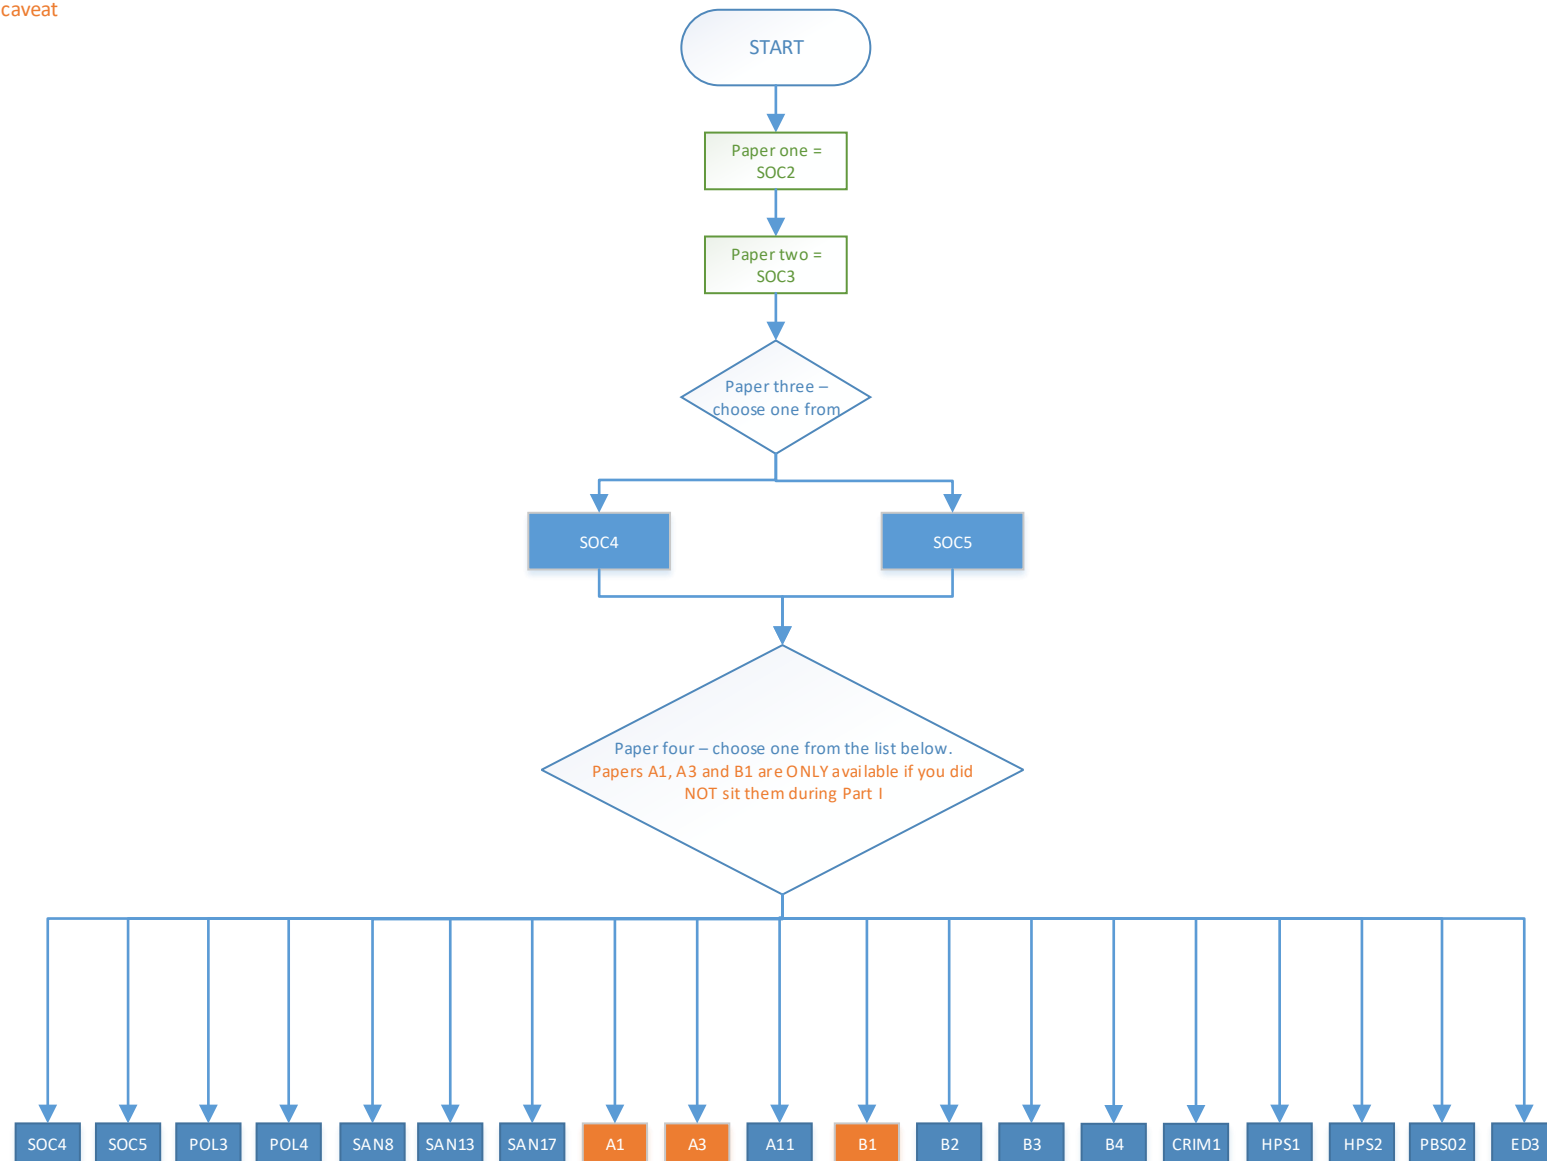 caveat
START
Paper one =
SOC2
Paper two =
SOC3
Paper three –
choose one from
SOC4
SOC5
Paper four – choose one from the list below.
Papers A1, A3 and B1 are ONLY available if you did
NOT sit them during Part I
SOC4
SOC5
POL3
POL4
SAN8
SAN13
SAN17
A1
A3
A11
B1
B2
B3
B4
CRIM1
HPS1
HPS2
PBS02
ED3